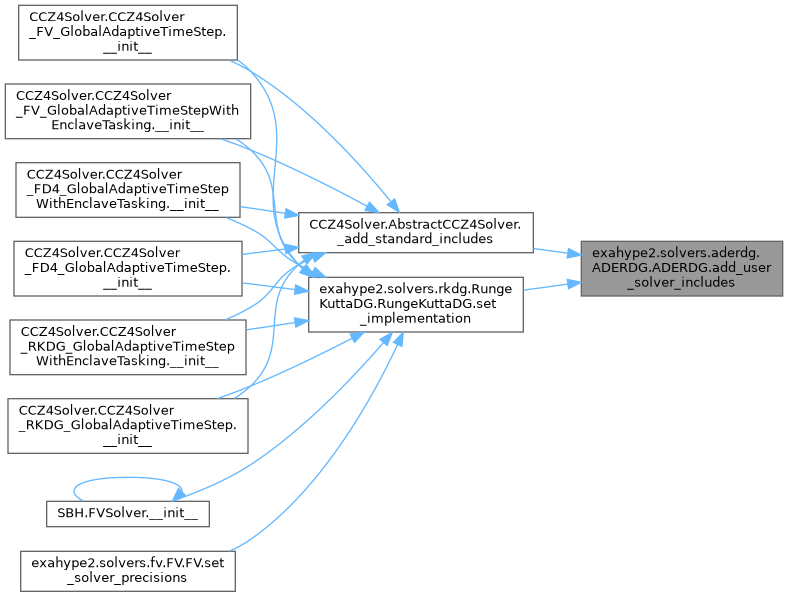 CCZ4Solver.CCZ4Solver
_FV_GlobalAdaptiveTimeStep.
__init__
CCZ4Solver.CCZ4Solver
_FV_GlobalAdaptiveTimeStepWith
EnclaveTasking.__init__
CCZ4Solver.CCZ4Solver
_FD4_GlobalAdaptiveTimeStep
WithEnclaveTasking.__init__
CCZ4Solver.CCZ4Solver
_FD4_GlobalAdaptiveTimeStep.
__init__
CCZ4Solver.CCZ4Solver
_RKDG_GlobalAdaptiveTimeStep
WithEnclaveTasking.__init__
CCZ4Solver.CCZ4Solver
_RKDG_GlobalAdaptiveTimeStep.
__init__
SBH.FVSolver.__init__
exahype2.solvers.fv.FV.FV.set
_solver_precisions
CCZ4Solver.AbstractCCZ4Solver.
_add_standard_includes
exahype2.solvers.rkdg.Runge
KuttaDG.RungeKuttaDG.set
_implementation
exahype2.solvers.aderdg.
ADERDG.ADERDG.add_user
_solver_includes